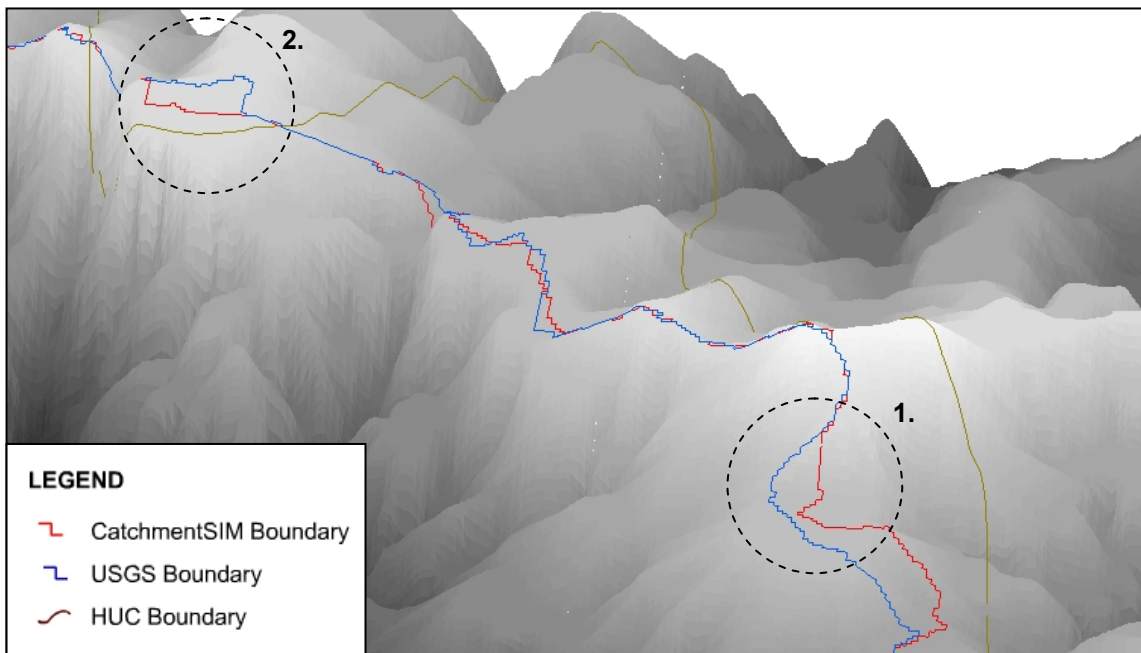 2.
1.
LEGEND
CatchmentSIM Boundary
USGS Boundary
HUC Boundary